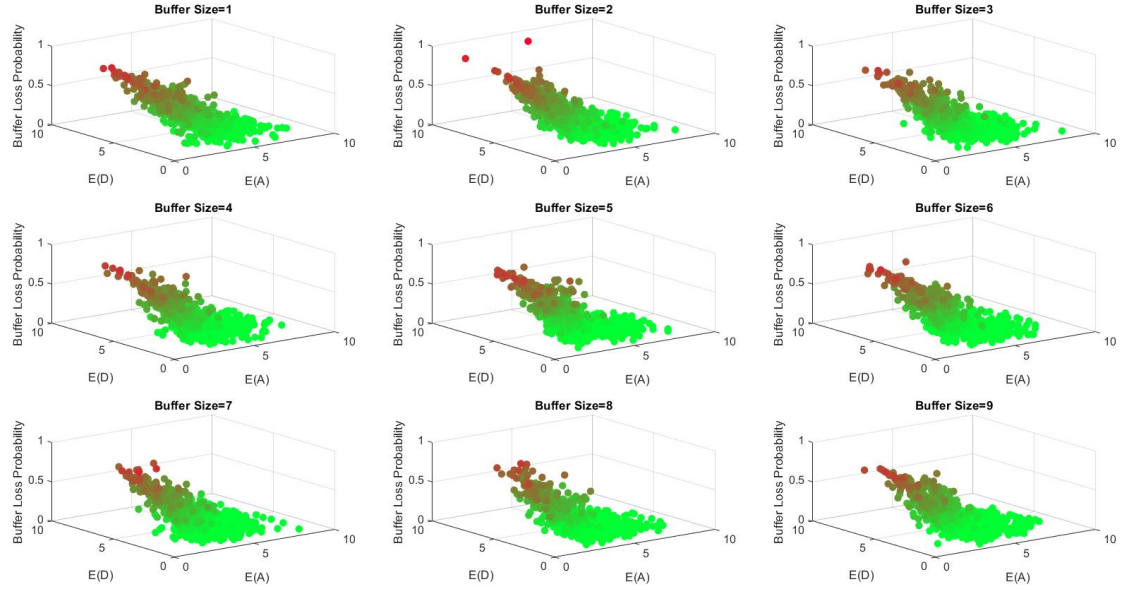 Buffer Size=1
Buffer Loss Probability
1
0.5
0
10
5
0
E(D)
0
5
10
E(A)
Buffer Size=2
Buffer Loss Probability
1
0.5
0
10
5
0
E(D)
0
5
10
E(A)
Buffer Size=3
Buffer Loss Probability
1
0.5
0
10
5
0
E(D)
0
5
10
E(A)
Buffer Size=4
Buffer Loss Probability
1
0.5
0
10
5
0
E(D)
0
5
10
E(A)
Buffer Size=5
Buffer Loss Probability
1
0.5
0
10
5
0
E(D)
0
5
10
E(A)
Buffer Size=6
Buffer Loss Probability
1
0.5
0
10
5
0
E(D)
0
5
10
E(A)
Buffer Size=7
Buffer Loss Probability
1
0.5
0
10
5
0
E(D)
0
5
10
E(A)
Buffer Size=8
Buffer Loss Probability
1
0.5
0
10
5
0
E(D)
0
5
10
E(A)
Buffer Size=9
Buffer Loss Probability
1
0.5
0
10
5
0
E(D)
0
5
10
E(A)